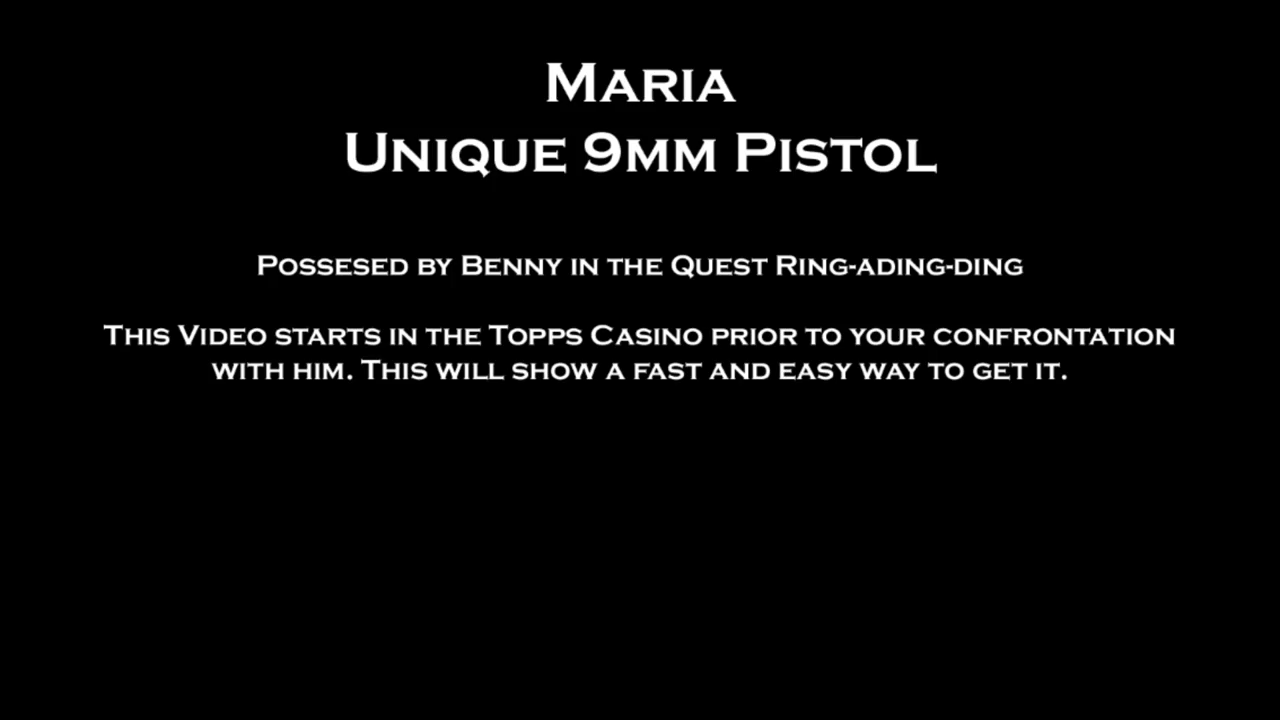 Maria
Unique 9mm Pistol
Possesed by Benny in the Quest Ring-ading-ding
This Video starts in the Topps Casino prior to your confrontation
with him. This will show a fast and easy way to get it.